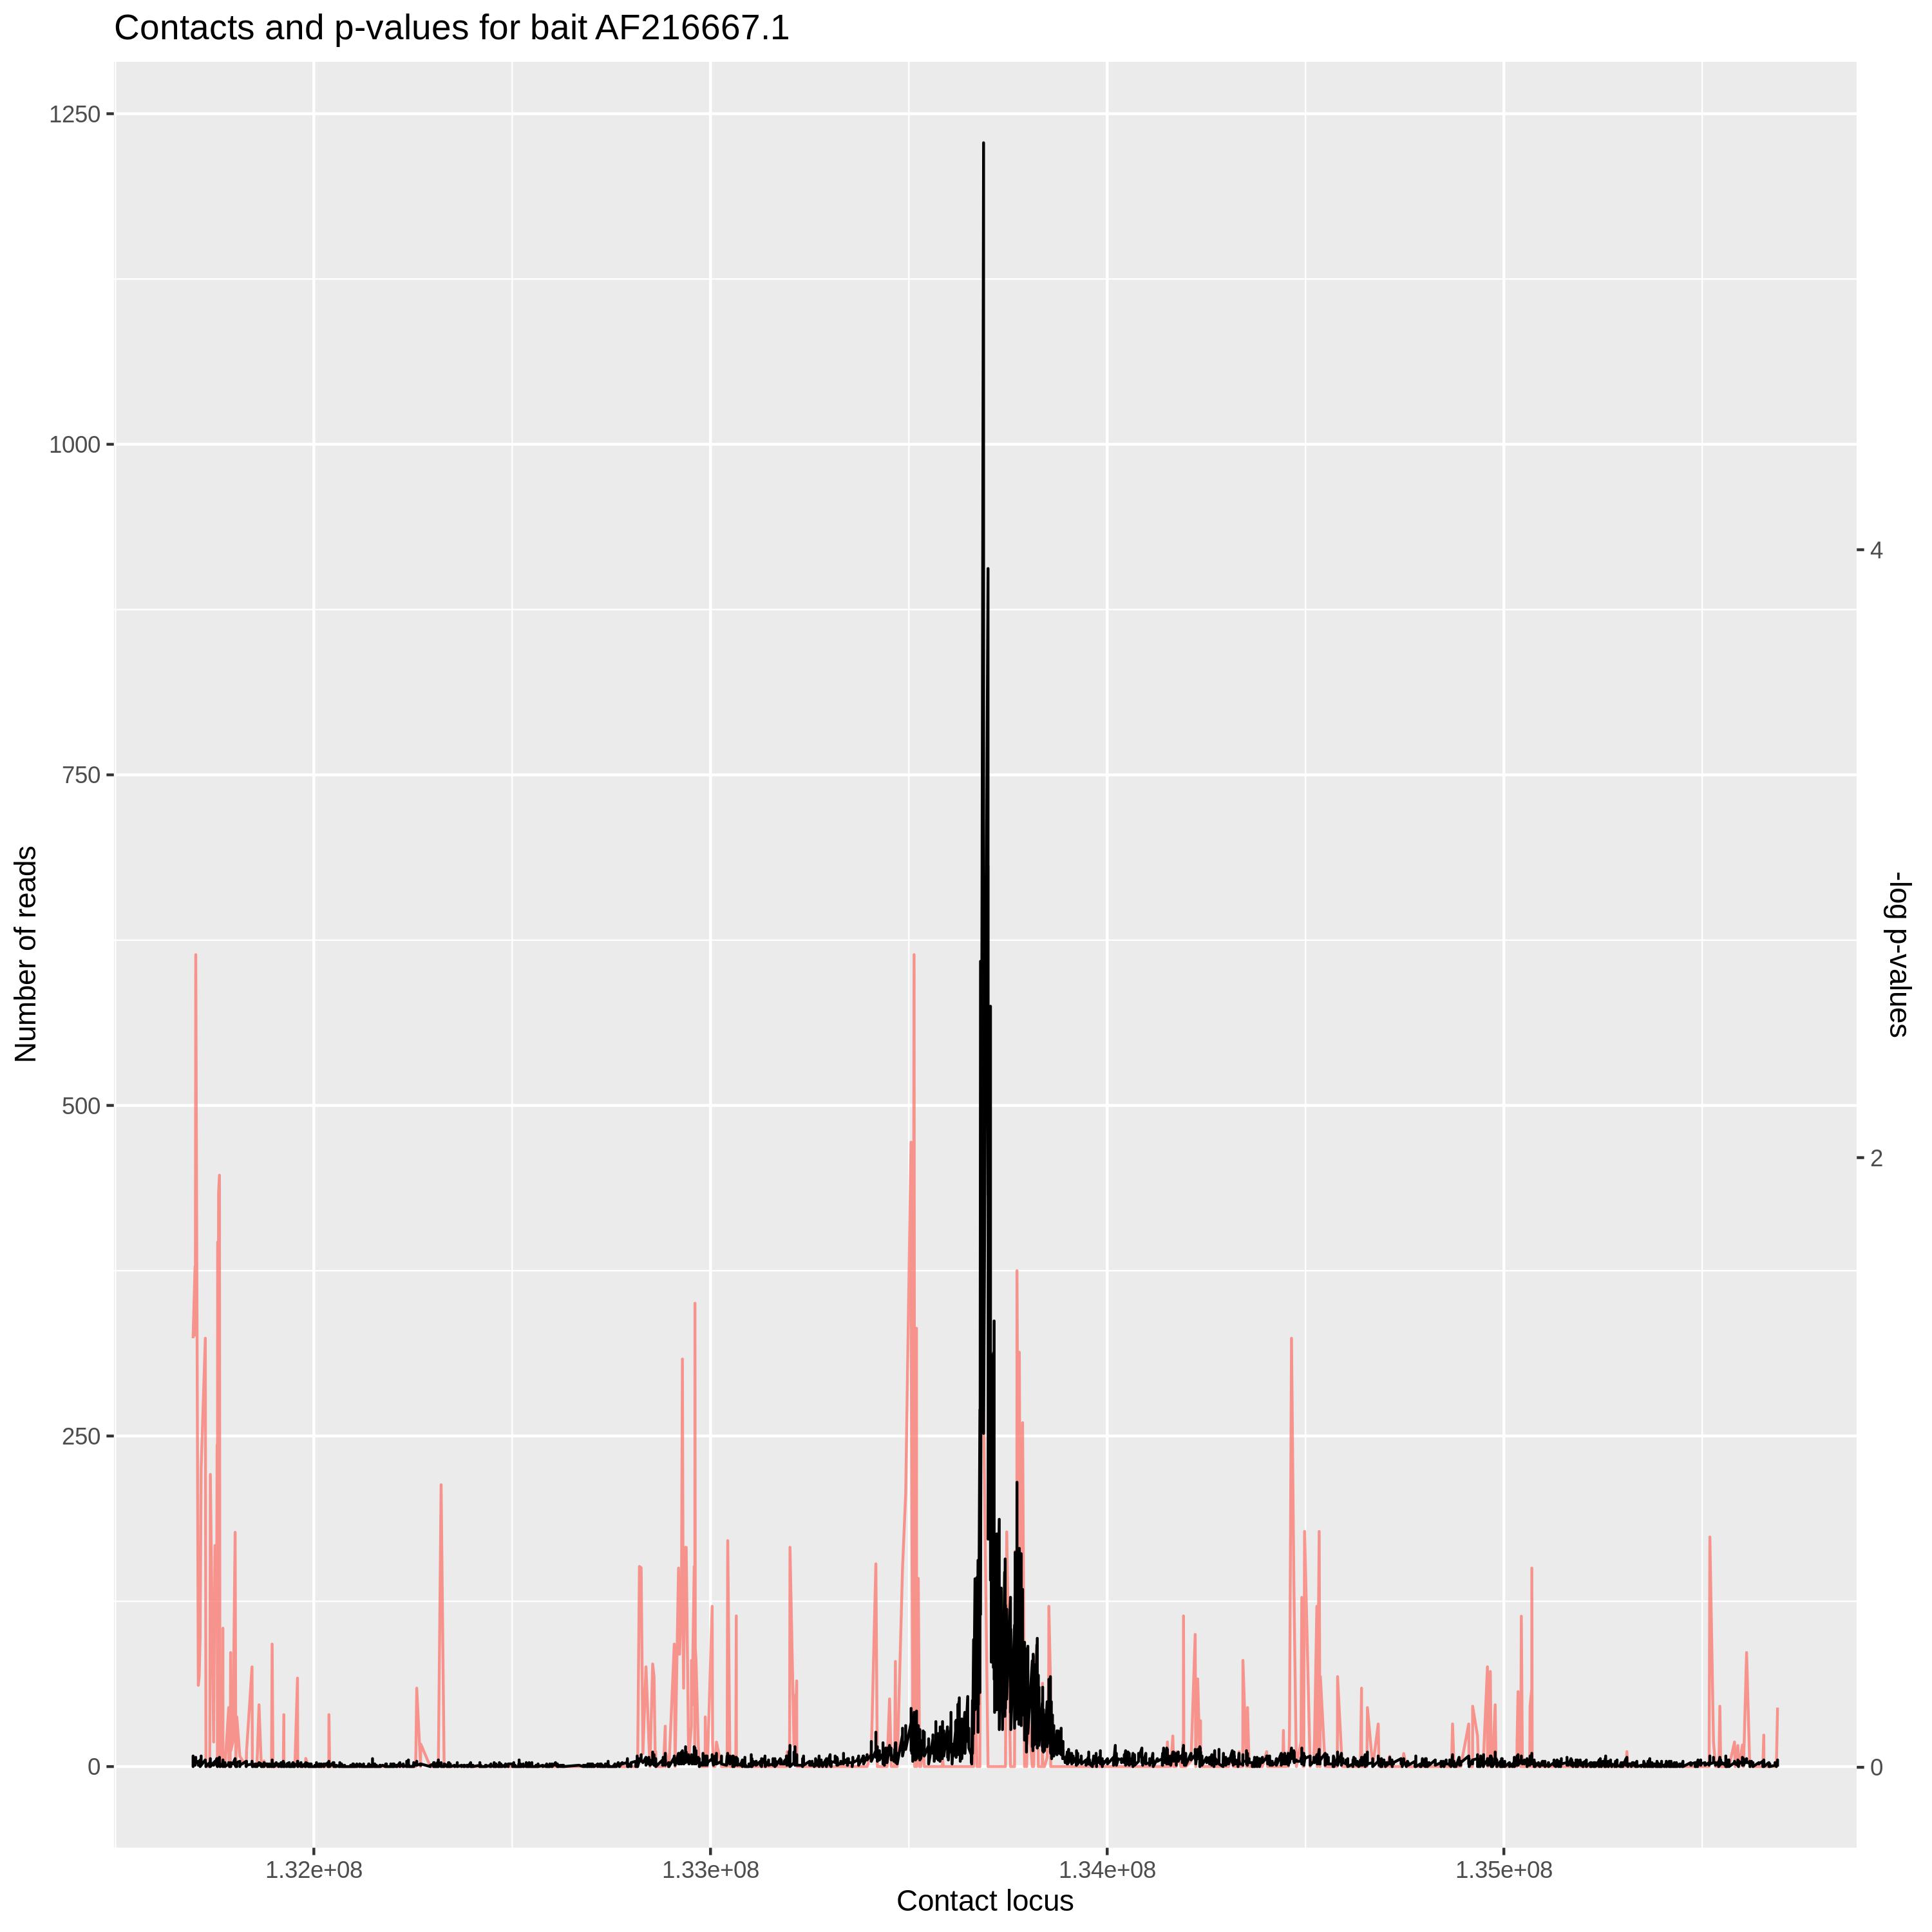 Contacts and p-values for bait AF216667.1
1250
1000
750
500
250
0
Number of reads
4
2
0
-log p-values
1.32e+08
1.33e+08
1.34e+08
1.35e+08
Contact locus